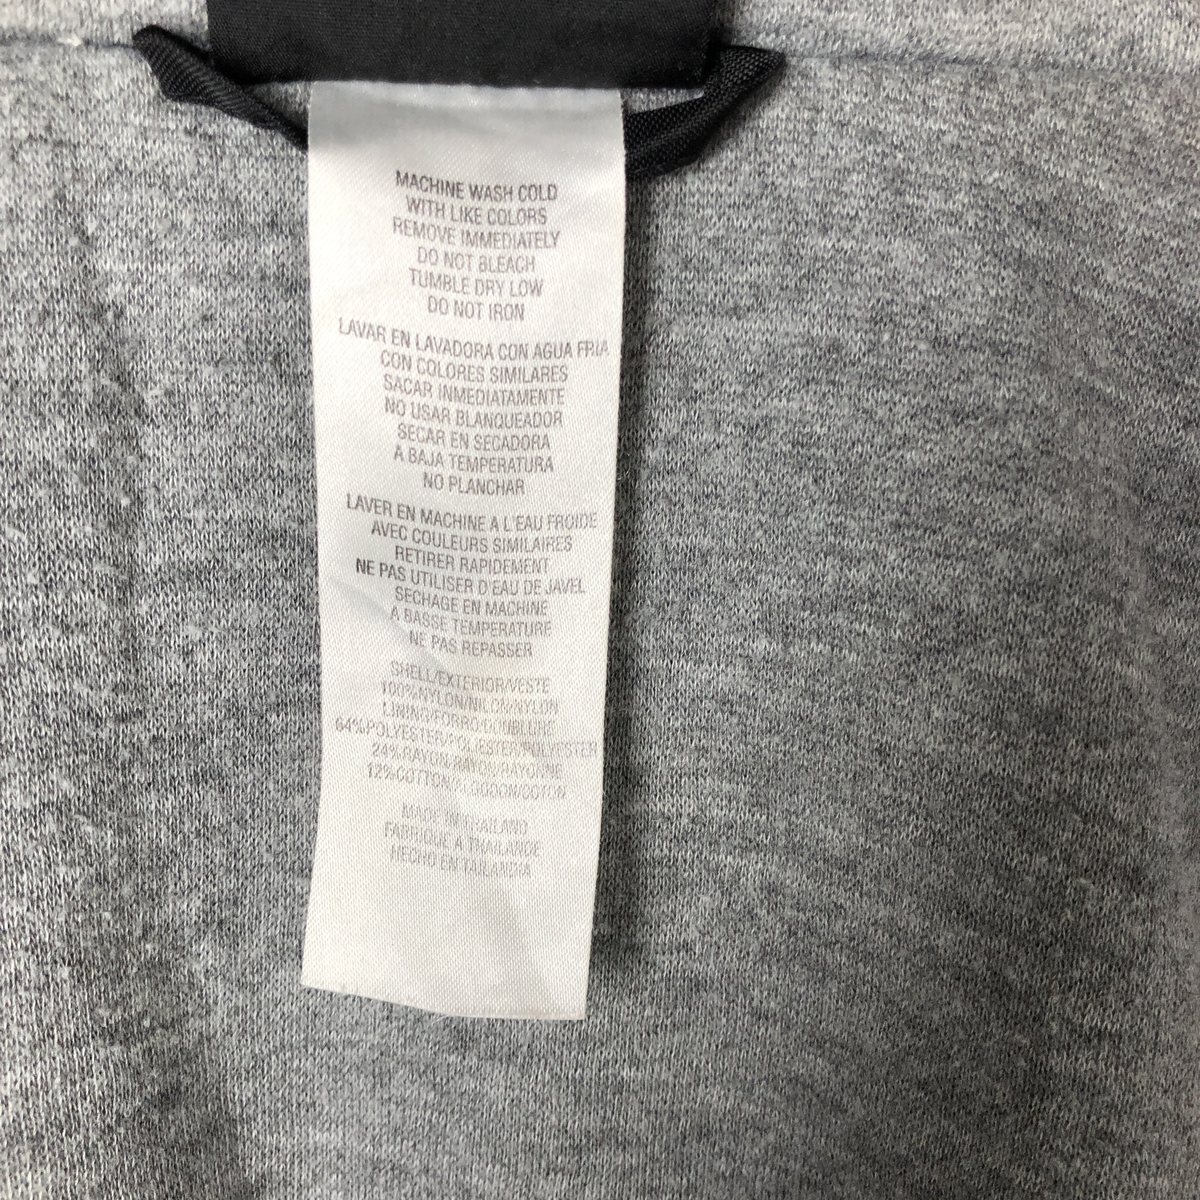 MACHINE WASH COLD
WITH LIKE COLORS
REMOVE IMMEDIATELY
DO NOT BLEACH
TUMBLE DRY LOW
DO NOT IRON
LAVAR EN LAVADORA CON AGUA FRIA
CON COLORES SIMILARES
SACAR INMEDIATAMENTE
NO USAR BLANQUEADOR
SECAR EN SECADORA
A BAJA TEMPERATURA
NO PLANCHAR
LAVER EN MACHINE A L'EAU FROIDE
AVEC COULEURS SIMILAIRES
RETIRER RAPIDEMENT
NE PAS UTILISER D'EAU DE JAVEL
SECHAGE EN MACHINE
A BASSE TEMPERATURE
NE PAS REPASSER
SHELL/EXTERIOR/VESTE
100%NYLON/NILON/NYLON
LINING/FORRO/DOUBLURE
64%POLYESTER/POLIESTER/POLYESTER
24%RAYON/RAYON/RAYONNE
12%COTTON/ALGODON/COTON
MADE IN THAILAND
FABRIQUE A THAILANDE
HECHO EN TAILANDIA